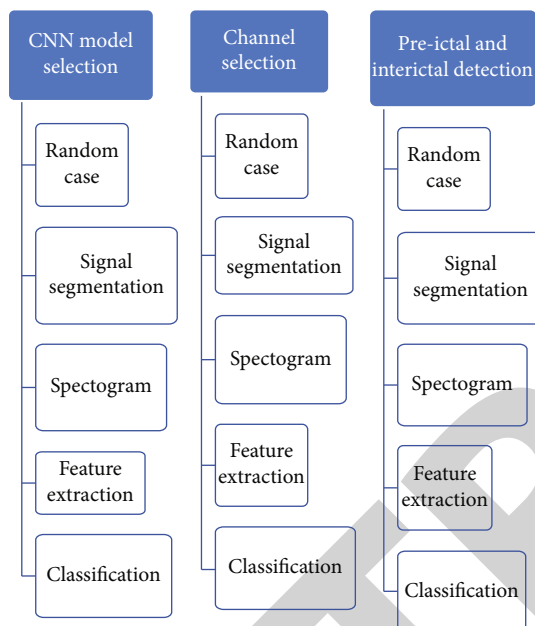 CNN model
selection
Random
case
Signal
segmentation
Spectogram
Feature
extraction
Classification
Channel
selection
Random
case
Signal
segmentation
Spectogram
Feature
extraction
Classification
Pre-ictal and
interictal detection
Random
case
Signal
segmentation
Spectogram
Feature
extraction
Classification